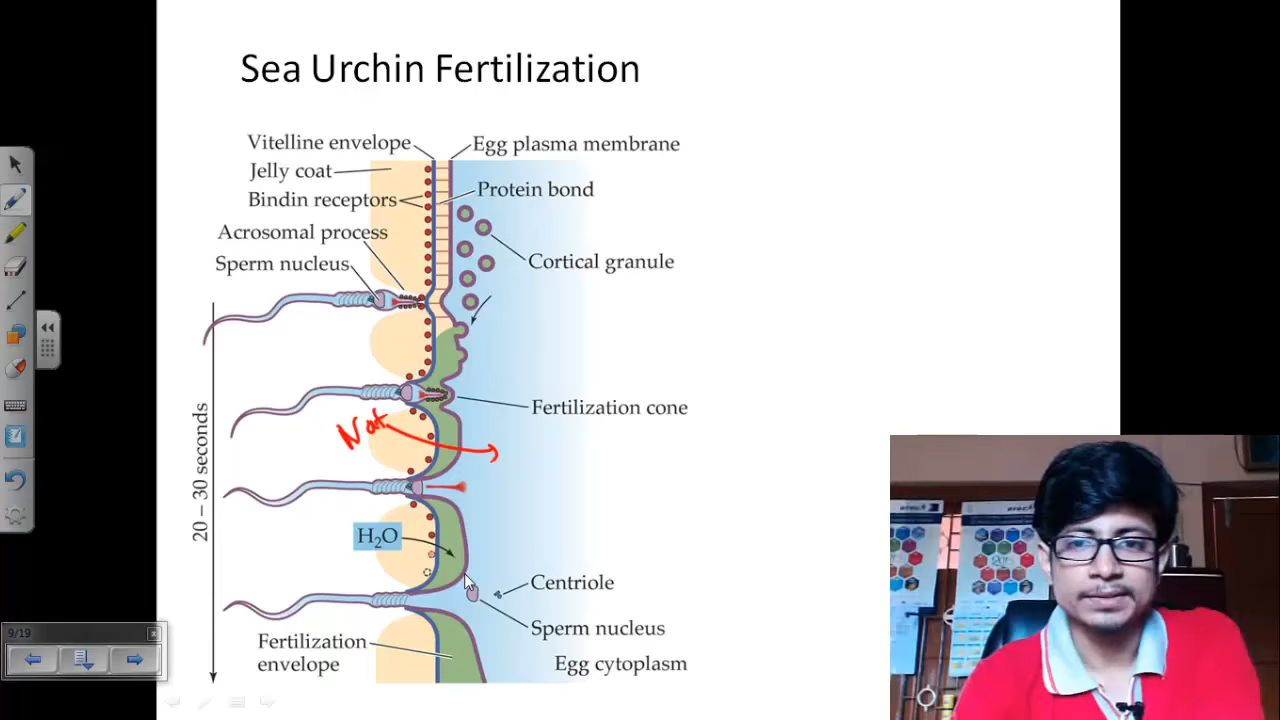 Sea Urchin Fertilization
Vitelline envelope
Egg plasma membrane
Jelly coat
Protein bond
Bindin receptors
Acrosomal process
Cortical granule
Sperm nucleus
Fertilization cone
Nat
20 – 30 seconds
H₂O
Centriole
Sperm nucleus
Fertilization
envelope
Egg cytoplasm
9/19